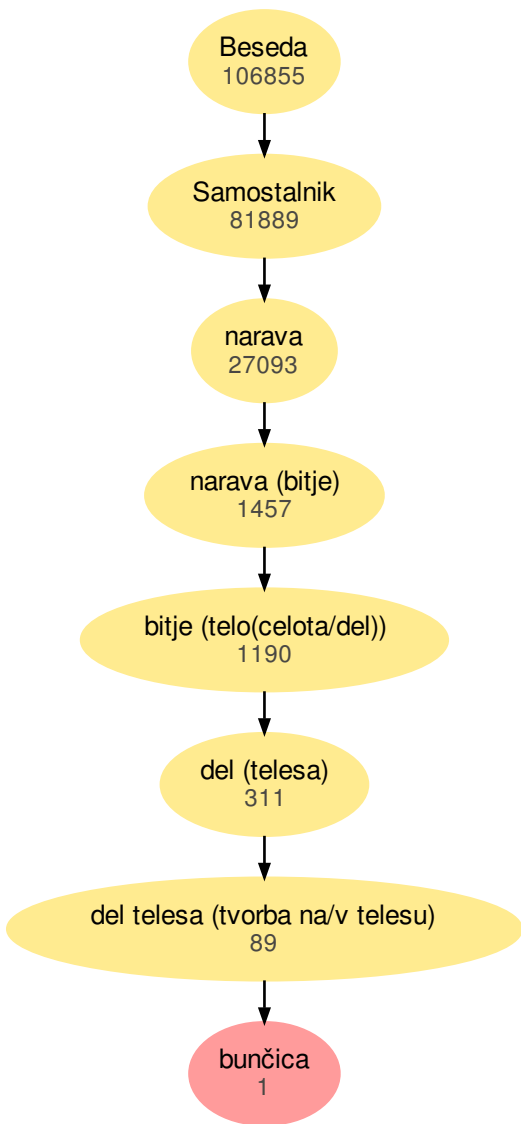 Beseda
106855
Samostalnik
81889
narava
27093
narava (bitje)
1457
bitje (telo(celota/del))
1190
del (telesa)
311
del telesa (tvorba na/v telesu)
89
bunčica
1